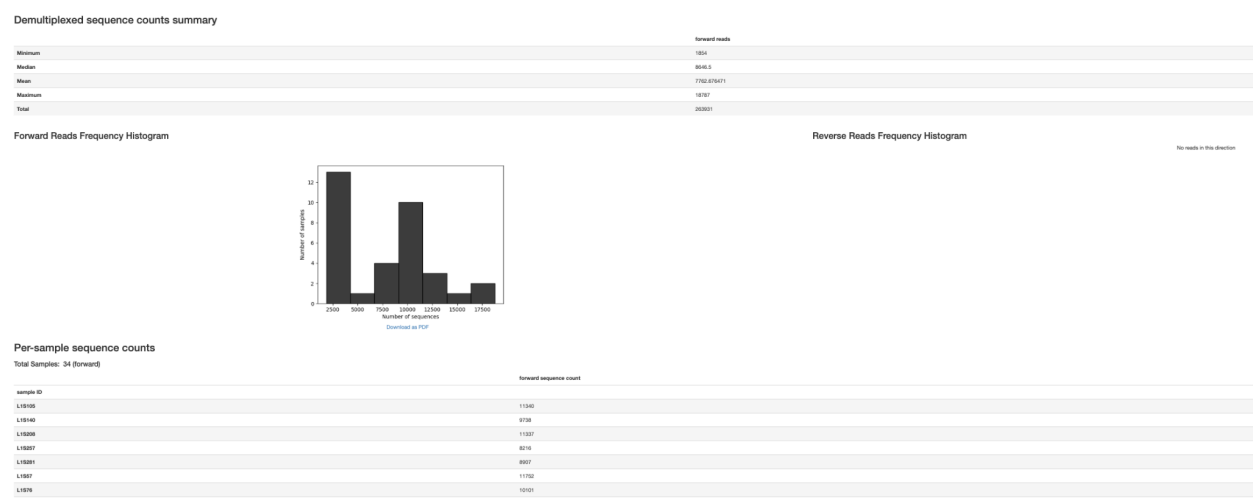 Demultiplexed sequence counts summary
forward reads
Minimum 1854
Median 8646.5
Mean 7762.676471
Maximum 18787
Total 263931
Forward Reads Frequency Histogram
Reverse Reads Frequency Histogram
No reads in this direction
12
10
8
6
4
2
0
Number of samples
2500 5000 7500 10000 12500 15000 17500
Number of sequences
Download as PDF
Per-sample sequence counts
Total Samples: 34 (forward)
forward sequence count
sample ID
L1S105 11340
L1S140 9738
L1S208 11337
L1S257 8216
L1S281 8907
L1S57 11752
L1S76 10101